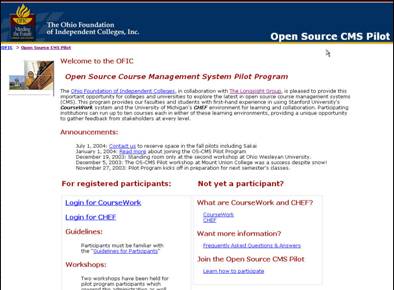 The Ohio Foundation
of Independent Colleges, Inc.
Open Source CMS Pilot
OFIC > Open Source CMS Pilot
Welcome to the OFIC
Open Source Course Management System Pilot Program
The Ohio Foundation of Independent Colleges, in collaboration with The Longsight Group, is pleased to provide this
important opportunity for colleges and universities to explore the latest in open source course management systems
(CMS). This program provides our faculties and students with first-hand experience in using Stanford University's
CourseWork system and the University of Michigan's CHEF environment for learning and collaboration. Participating
institutions can run up to ten courses each in either of these learning environments, providing a unique opportunity
to gather feedback from stakeholders at every level.
Announcements:
July 1, 2004: Contact us to reserve space in the fall pilots including Sakai
January 1, 2004: Read more about joining the OS-CMS Pilot Program
December 19, 2003: Standing room only at the second workshop at Ohio Wesleyan University.
December 5, 2003: The OS-CMS Pilot workshop at Mount Union College was a success despite snow!
November 27, 2003: Pilot Program kicks off in preparation for next semester's classes.
For registered participants:
Login for CourseWork
Login for CHEF
Guidelines:
Participants must be familiar with
the "Guidelines for Participants"
Workshops:
Two workshops have been held for
pilot program participants which
Not yet a participant?
What are CourseWork and CHEF?
CourseWork
CHEF
Want more information?
Frequently Asked Questions & Answers
Join the Open Source CMS Pilot
Learn how to participate